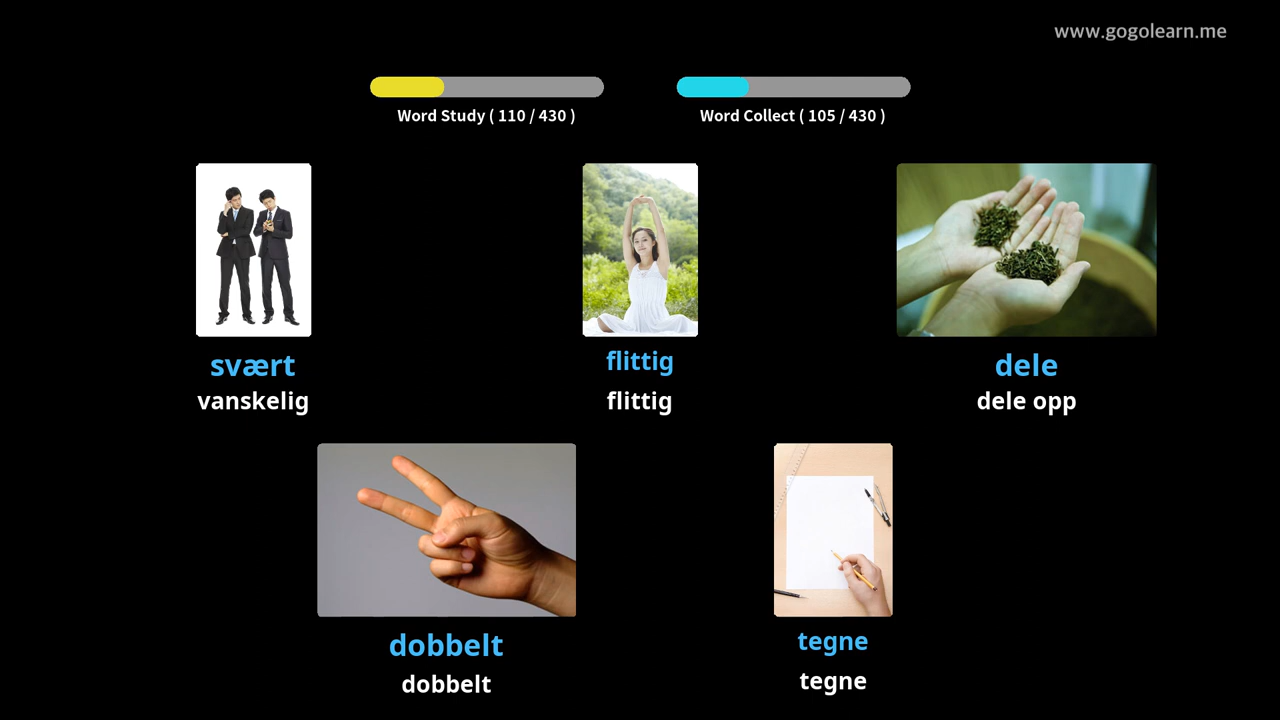 www.gogolearn.me
Word Study ( 110 / 430 )
Word Collect ( 105 / 430 )
svært
vanskelig
flittig
flittig
dele
dele opp
dobbelt
dobbelt
tegne
tegne